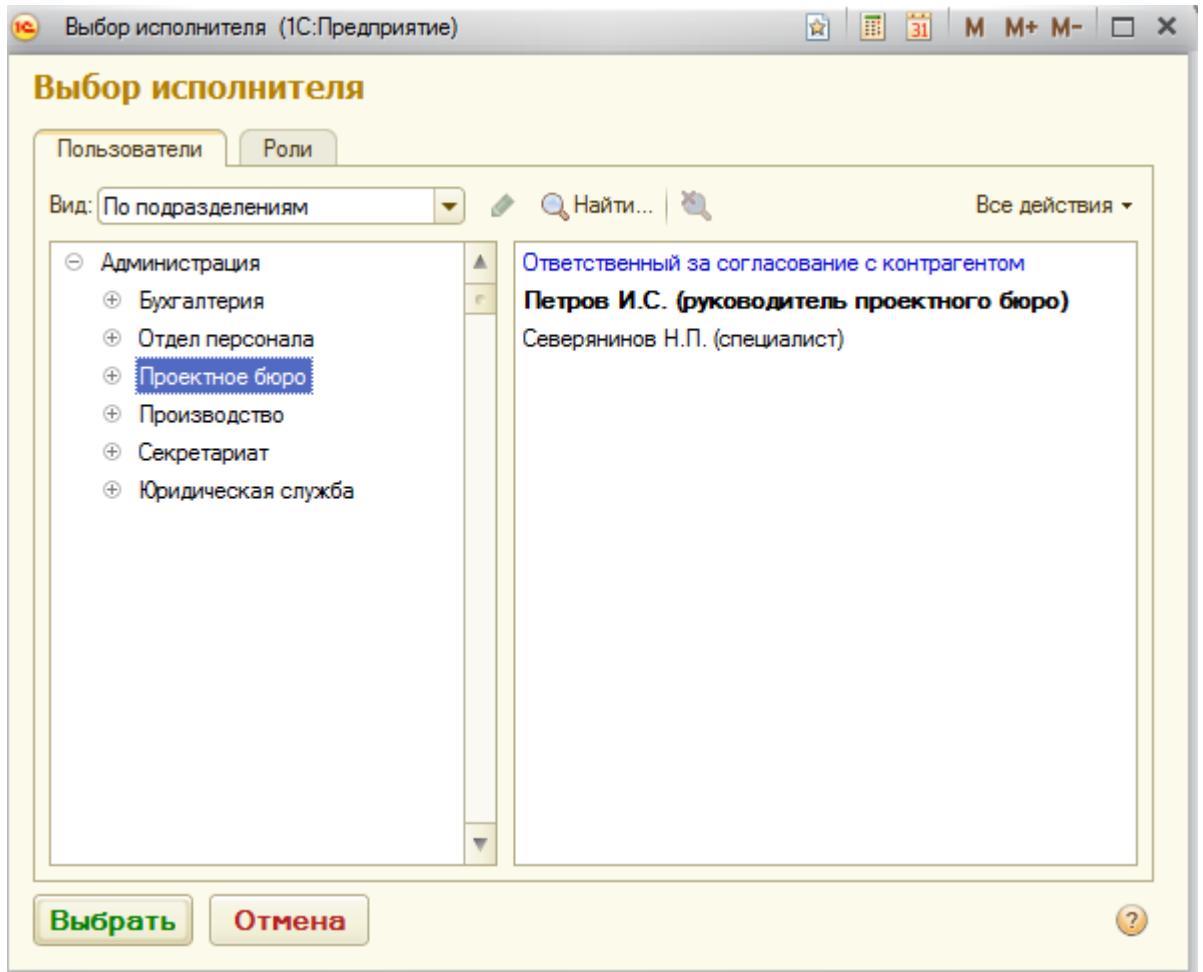 Выбор исполнителя (1С:Предприятие)
31
M M+ M-
Выбор исполнителя
Пользователи
Роли
Вид: По подразделениям
Найти...
Все действия
Администрация
Бухгалтерия
Отдел персонала
Проектное бюро
Производство
Секретариат
Юридическая служба
Ответственный за согласование с контрагентом
Петров И.С. (руководитель проектного бюро)
Северянинов Н.П. (специалист)
Выбрать
Отмена
?